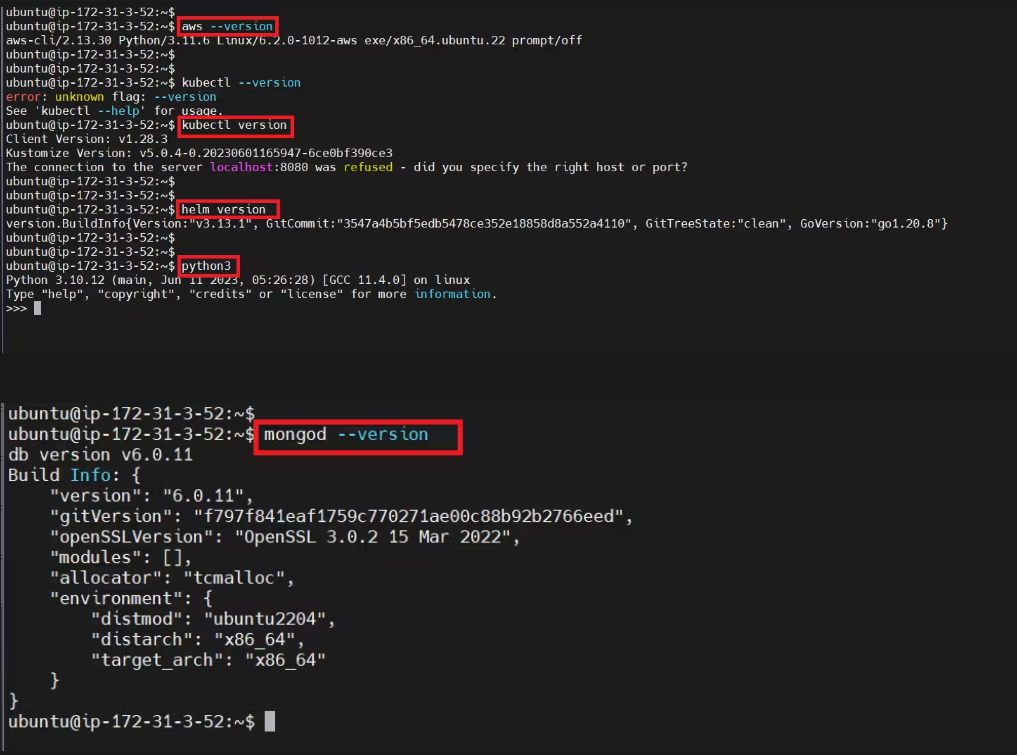 ubuntu@ip-172-31-3-52:~$
ubuntu@ip-172-31-3-52:~$ aws --version
aws-cli/2.13.30 Python/3.11.6 Linux/6.2.0-1012-aws exe/x86_64.ubuntu.22 prompt/off
ubuntu@ip-172-31-3-52:~$
ubuntu@ip-172-31-3-52:~$
ubuntu@ip-172-31-3-52:~$ kubectl --version
error: unknown flag: --version
See 'kubectl --help' for usage.
ubuntu@ip-172-31-3-52:~$ kubectl version
Client Version: v1.28.3
Kustomize Version: v5.0.4-0.20230601165947-6ce0bf390ce3
The connection to the server localhost:8080 was refused - did you specify the right host or port?
ubuntu@ip-172-31-3-52:~$
ubuntu@ip-172-31-3-52:~$
ubuntu@ip-172-31-3-52:~$ helm version
version.BuildInfo{Version:"v3.13.1", GitCommit:"3547a4b5bf5edb5478ce352e18858d8a552a4110", GitTreeState:"clean", GoVersion:"go1.20.8"}
ubuntu@ip-172-31-3-52:~$
ubuntu@ip-172-31-3-52:~$
ubuntu@ip-172-31-3-52:~$ python3
Python 3.10.12 (main, Jun 11 2023, 05:26:28) [GCC 11.4.0] on linux
Type "help", "copyright", "credits" or "license" for more information.
>>>
ubuntu@ip-172-31-3-52:~$
ubuntu@ip-172-31-3-52:~$ mongod --version
db version v6.0.11
Build Info: {
    "version": "6.0.11",
    "gitVersion": "f797f841eaf1759c770271ae00c88b92b2766eed",
    "openSSLVersion": "OpenSSL 3.0.2 15 Mar 2022",
    "modules": [],
    "allocator": "tcmalloc",
    "environment": {
        "distmod": "ubuntu2204",
        "distarch": "x86_64",
        "target_arch": "x86_64"
    }
}
ubuntu@ip-172-31-3-52:~$